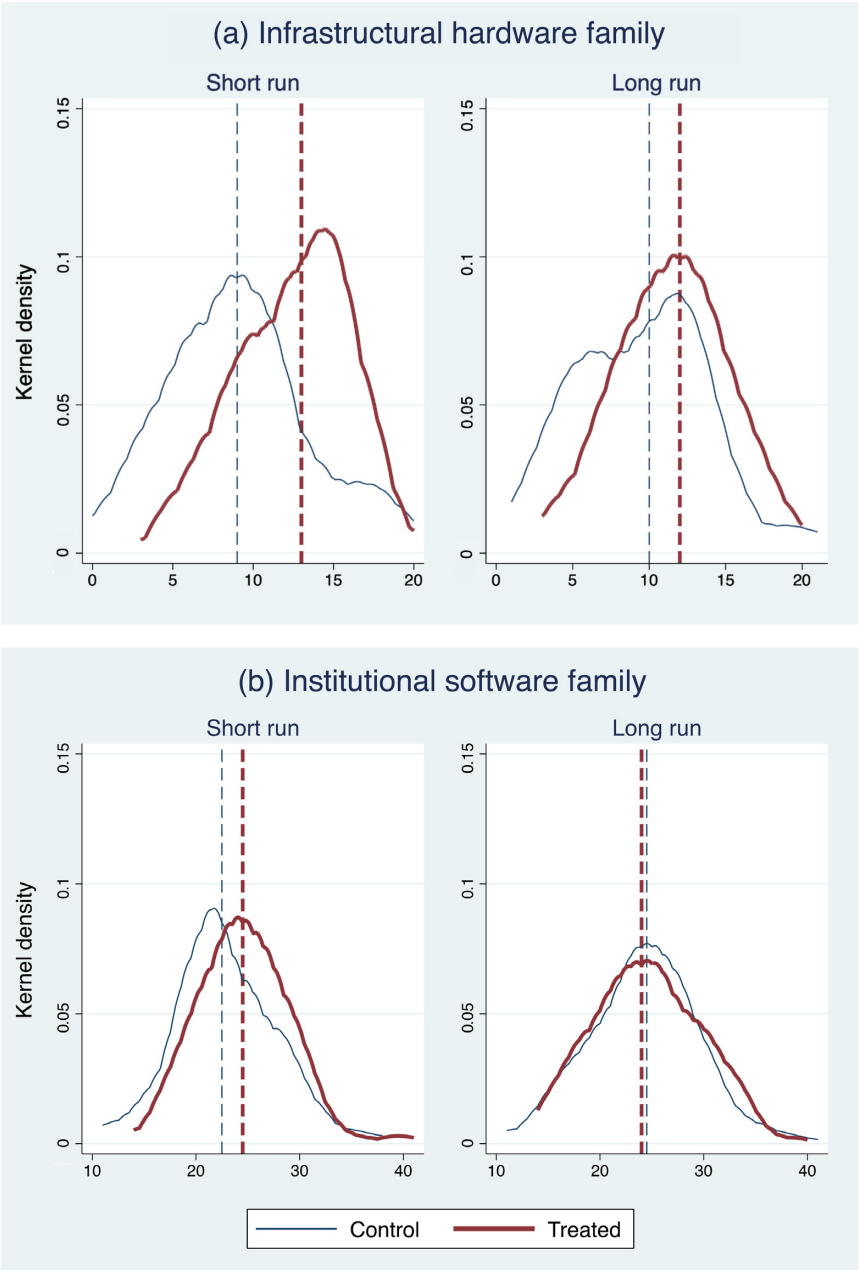 (a) Infrastructural hardware family
Short run
Long run
Kernel density
0.15
0.1
0.05
0
0 5 10 15 20
0.15
0.1
0.05
0
0 5 10 15 20
(b) Institutional software family
Short run
Long run
Kernel density
0.15
0.1
0.05
0
10 20 30 40
0.15
0.1
0.05
0
10 20 30 40
Control Treated